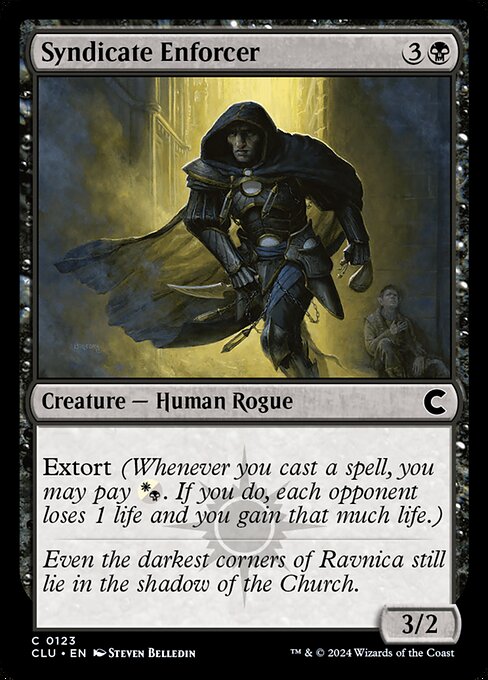 Syndicate Enforcer 3
Creature — Human Rogue
Extort (Whenever you cast a spell, you
may pay . If you do, each opponent
loses 1 life and you gain that much life.)
Even the darkest corners of Ravnica still
lie in the shadow of the Church.
3/2
C 0123
CLU • EN Steven Belledin
™ & © 2024 Wizards of the Coast